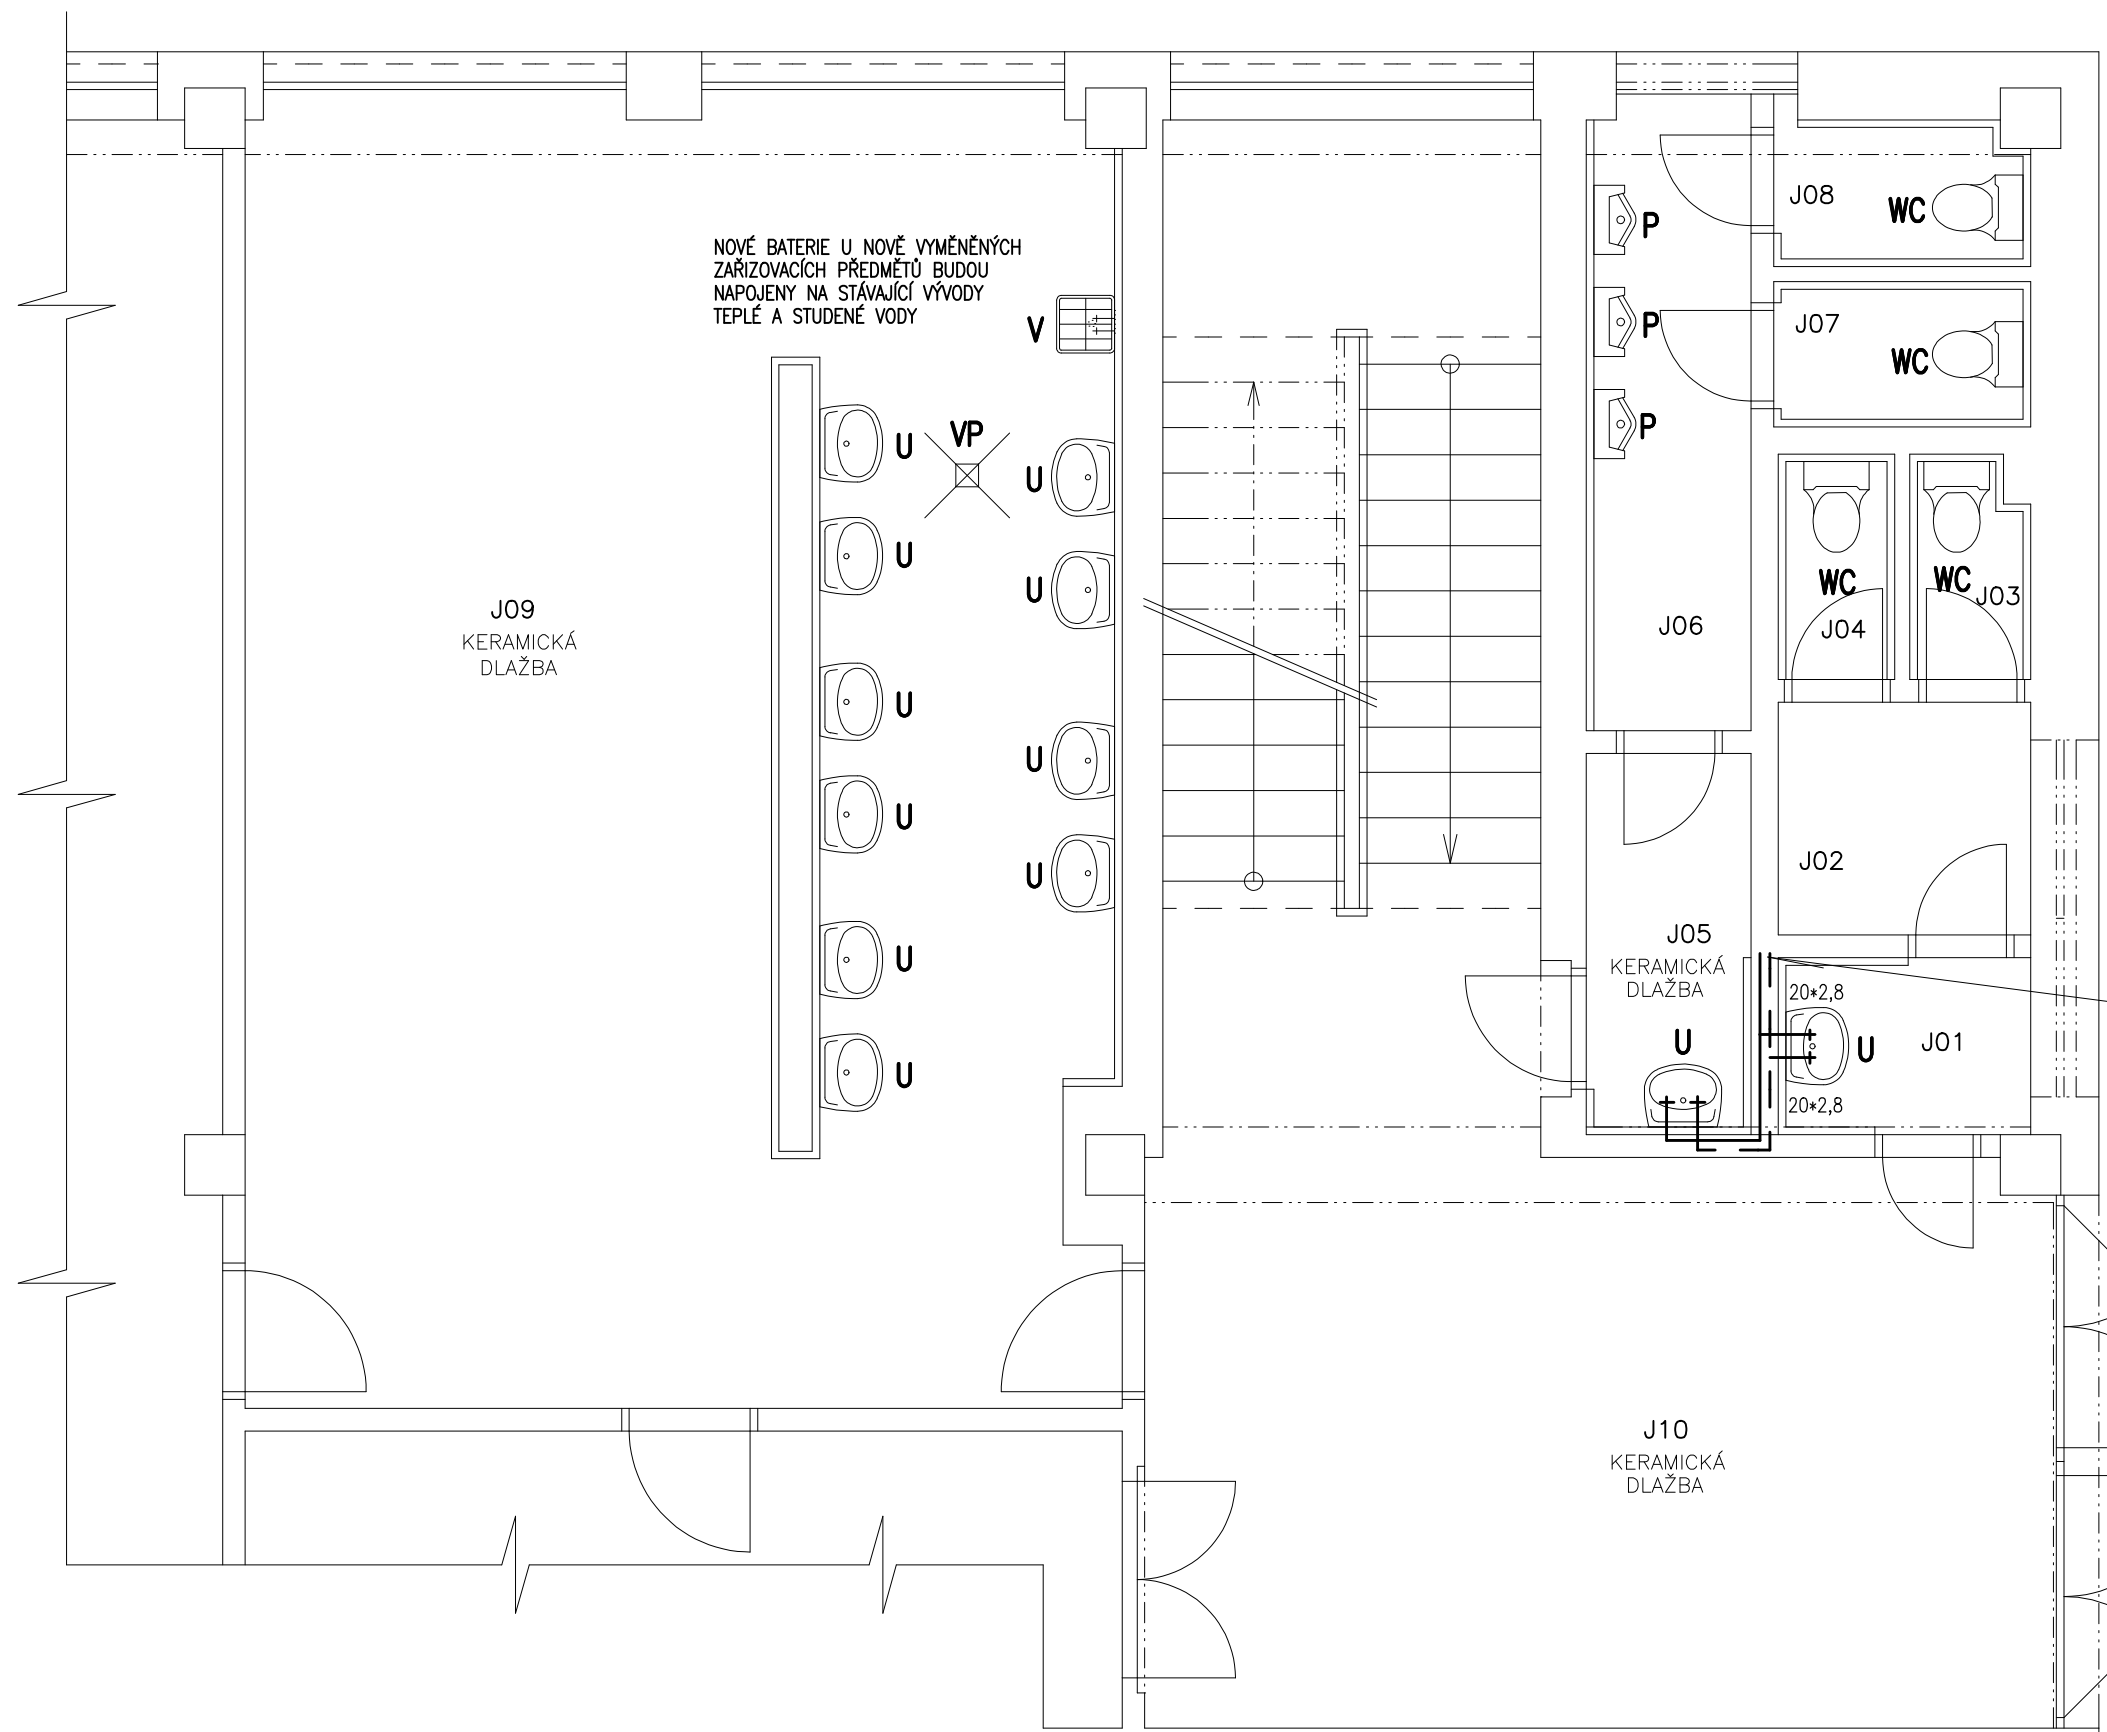 NOVÉ BATERIE U NOVĚ VYMĚNĚNÝCH
ZAŘIZOVACÍCH PŘEDMĚTŮ BUDOU
NAPOJENY NA STÁVAJÍCÍ VÝVODY
TEPLÉ A STUDENÉ VODY
V
VP
U
U
U
U
U
U
U
U
U
U
J09
KERAMICKÁ
DLAŽBA
P
P
P
J08
WC
J07
WC
WC
J04
WC
J03
J06
J02
J05
KERAMICKÁ
DLAŽBA
U
20*2,8
U
J01
20*2,8
J10
KERAMICKÁ
DLAŽBA